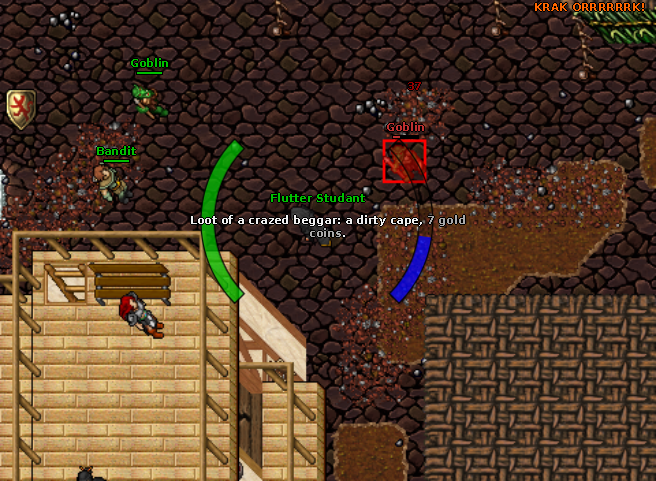 KRAK ORRRRRRK!
Goblin
37
Goblin
Bandit
Flutter Studant
Loot of a crazed beggar: a dirty cape, 7 gold
coins.